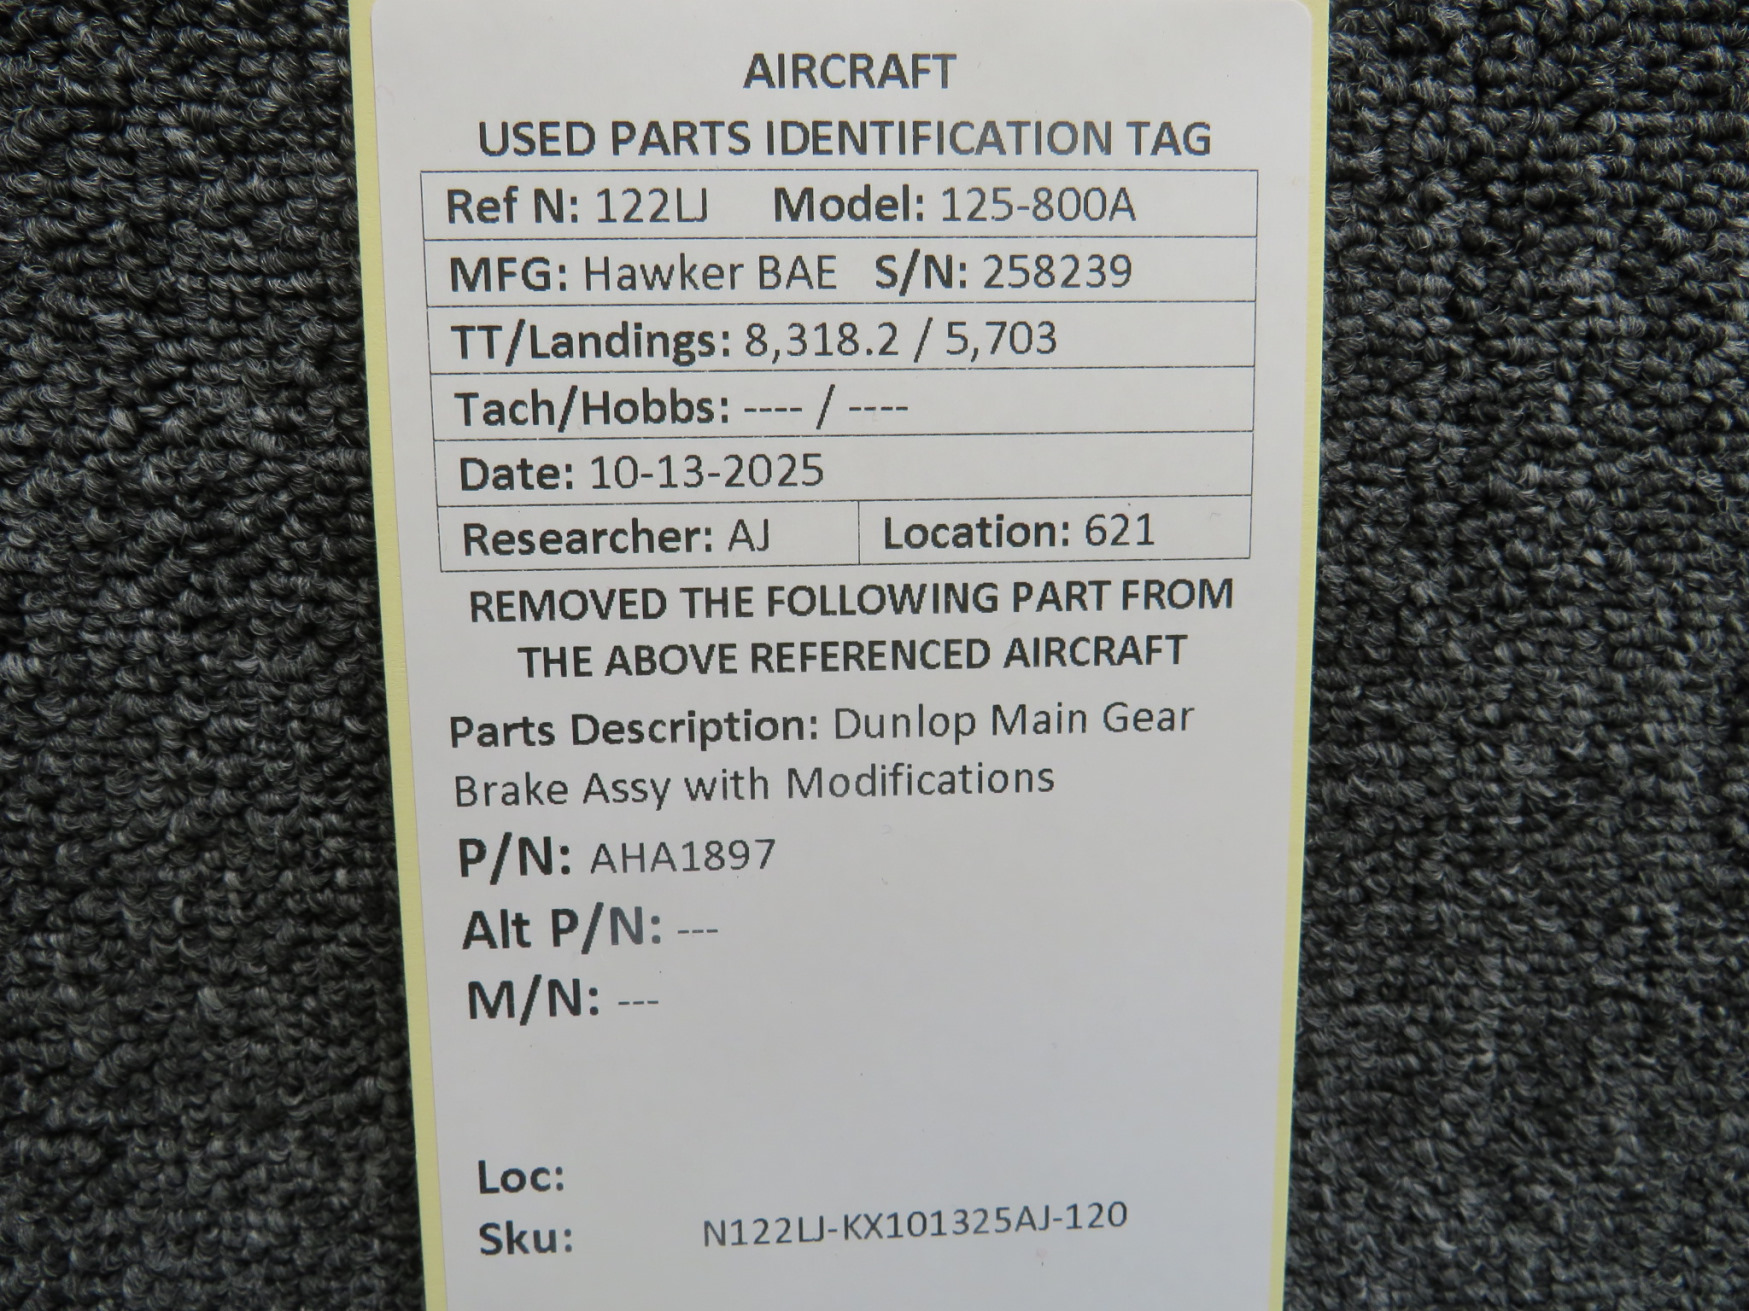 AIRCRAFT
USED PARTS IDENTIFICATION TAG
Ref N: 122LJ Model: 125-800A
MFG: Hawker BAE S/N: 258239
TT/Landings: 8,318.2 / 5,703
Tach/Hobbs: ---- / ----
Date: 10-13-2025
Researcher: AJ Location: 621
REMOVED THE FOLLOWING PART FROM
THE ABOVE REFERENCED AIRCRAFT
Parts Description: Dunlop Main Gear
Brake Assy with Modifications
P/N: AHA1897
Alt P/N: ---
M/N: ---
Loc:
Sku: N122LJ-KX101325AJ-120